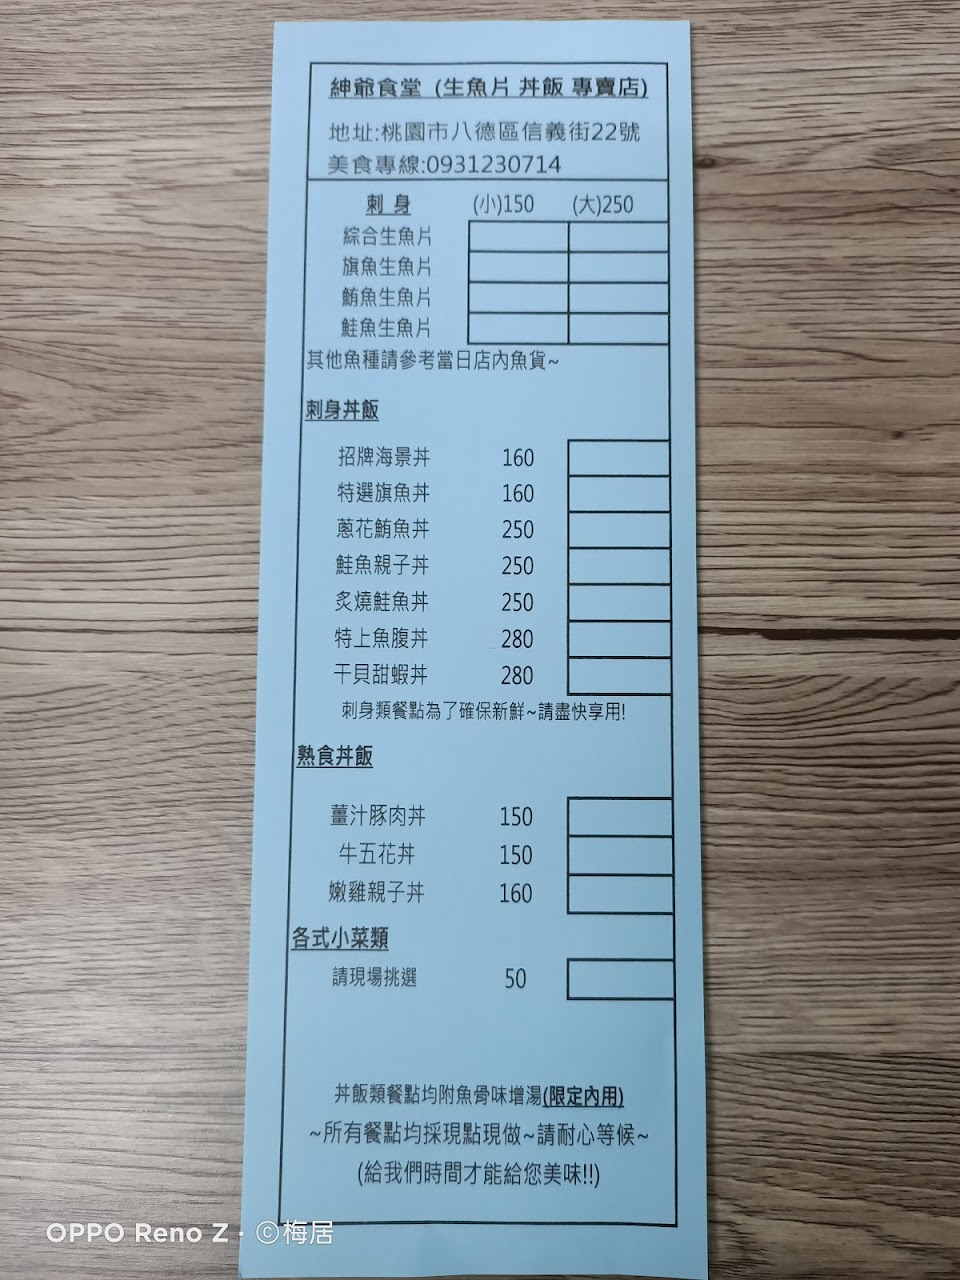 紳爺食堂 (生魚片 丼飯 專賣店)
地址:桃園市八德區信義街22號
美食專線:0931230714
刺 身 (小)150 (大)250
綜合生魚片
旗魚生魚片
鮪魚生魚片
鮭魚生魚片
其他魚種請參考當日店內魚貨~
刺身丼飯
招牌海景丼 160
特選旗魚丼 160
蔥花鮪魚丼 250
鮭魚親子丼 250
炙燒鮭魚丼 250
特上魚腹丼 280
干貝甜蝦丼 280
刺身類餐點為了確保新鮮~請盡快享用!
熟食丼飯
薑汁豚肉丼 150
牛五花丼 150
嫩雞親子丼 160
各式小菜類
請現場挑選 50
丼飯類餐點均附魚骨味增湯(限定內用)
~所有餐點均採現點現做~請耐心等候~
(給我們時間才能給您美味!!)
OPPO Reno Z · ©梅居